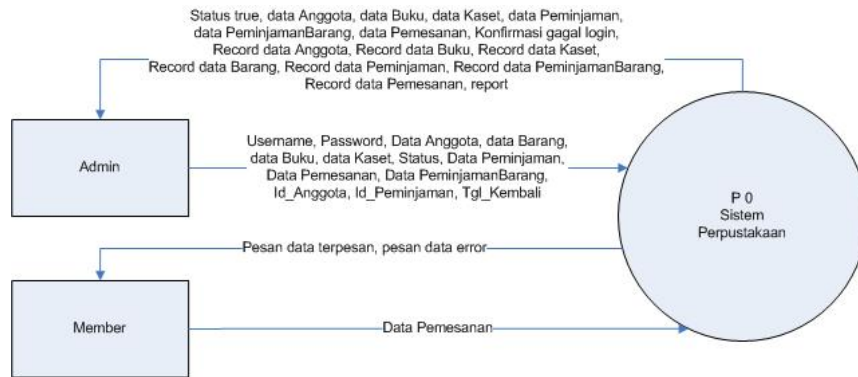 Status true, data Anggota, data Buku, data Kaset, data Peminjaman,
data PeminjamanBarang, data Pemesanan, Konfirmasi gagal login,
Record data Anggota, Record data Buku, Record data Kaset,
Record data Barang, Record data Peminjaman, Record data PeminjamanBarang,
Record data Pemesanan, report
Admin
Username, Password, Data Anggota, data Barang,
data Buku, data Kaset, Status, Data Peminjaman,
Data Pemesanan, Data PeminjamanBarang,
Id_Anggota, Id_Peminjaman, Tgl_Kembali
P 0
Sistem
Perpustakaan
Pesan data terpesan, pesan data error
Member
Data Pemesanan